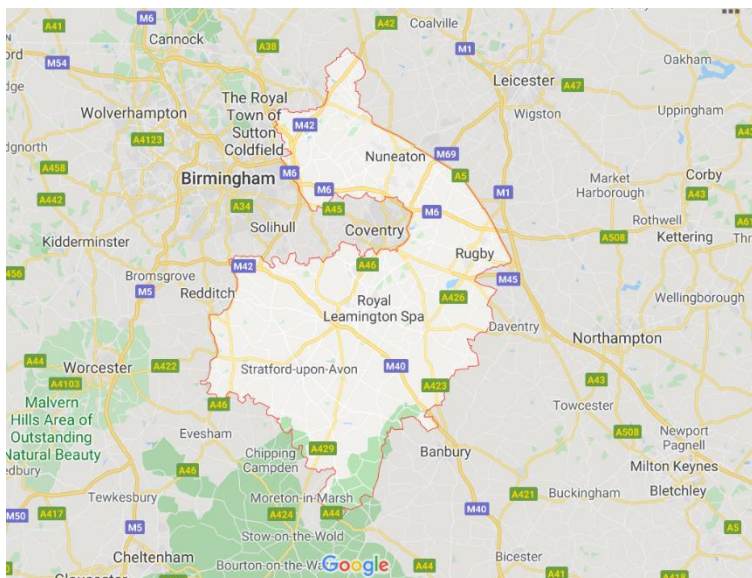 A41
M6
A42
Coalville
Cannock
A38
M1
Oakham
M54
Leicester
A47
Wolverhampton
The Royal
Town of
Sutton
Coldfield
M42
Wigston
Uppingham
A4123
Nuneaton
M69
A458
M6
M6
A5
M1
Market
Harborough
Corby
A43
Birmingham
A442
A34
A45
M6
Rothwell
A508
Kettering
Solihull
Coventry
Kidderminster
Rugby
Bromsgrove
M42
A46
M45
M5
Redditch
A426
Wellingborough
Royal
Leamington Spa
Daventry
Northampton
A44
Worcester
A422
Stratford-upon-Avon
M40
A4103
A423
A43
Malvern
Hills Area of
Outstanding
Natural Beauty
A46
Towcester
Evesham
A508
Newport
Pagnell
Chipping
Campden
A429
Banbury
Milton Keynes
A46
Bletchley
Tewkesbury
Moreton-in-Marsh
A421
Buckingham
M50
A417
A424
A44
M40
M5
A5
Stow-on-the-Wold
Cheltenham
Bicester
Google
A44
A41